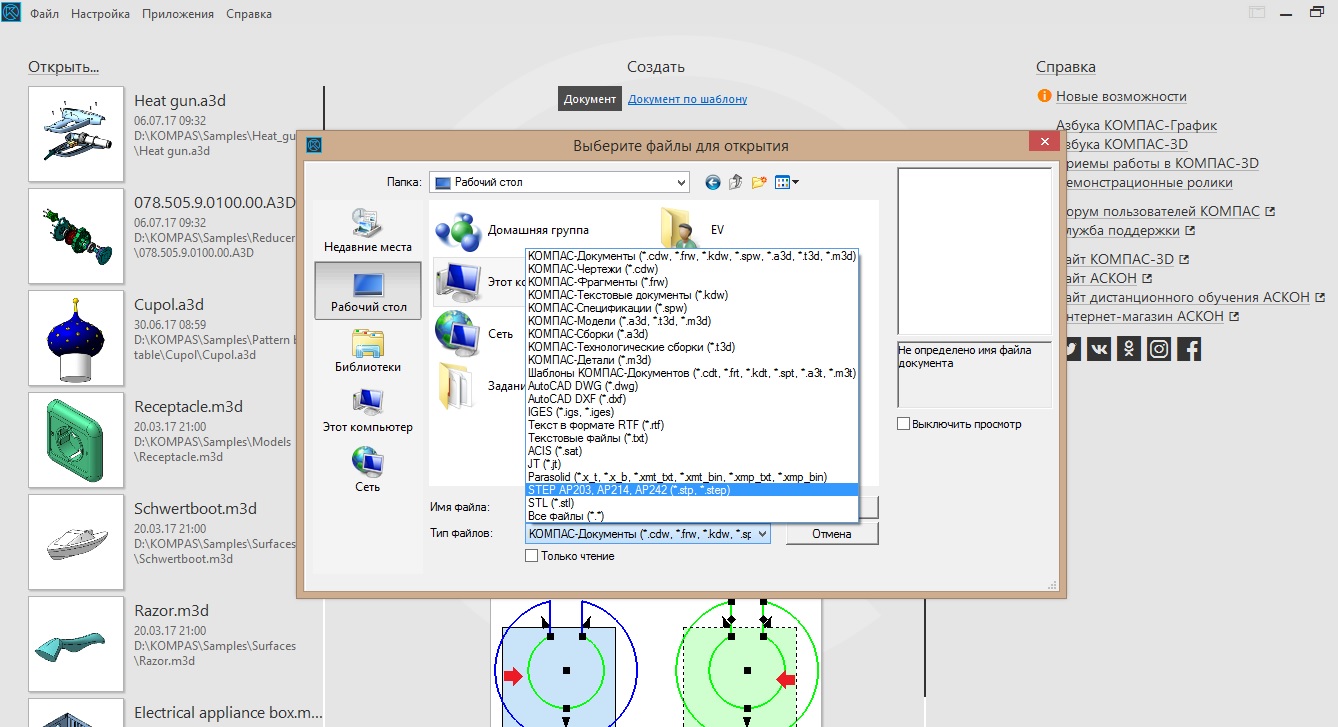 Файл Настройка Приложения Справка
Открыть...
Heat gun.a3d
06.07.17 09:32
D:\KOMPAS\Samples\Heat_gu
\Heat gun.a3d
078.505.9.0100.00.A3D
06.07.17 09:32
D:\KOMPAS\Samples\Reducer
\078.505.9.0100.00.A3D
Cupol.a3d
30.06.17 08:59
D:\KOMPAS\Samples\Pattern b
table\Cupol\Cupol.a3d
Receptacle.m3d
20.03.17 21:00
D:\KOMPAS\Samples\Models
\Receptacle.m3d
Schwertboot.m3d
20.03.17 21:00
D:\KOMPAS\Samples\Surfaces
\Schwertboot.m3d
Razor.m3d
20.03.17 21:00
D:\KOMPAS\Samples\Surfaces
\Razor.m3d
Electrical appliance box.m...
Создать
Документ Документ по шаблону
Выберите файлы для открытия
Папка: Рабочий стол
Недавние места
Рабочий стол
Библиотеки
Этот компьютер
Сеть
Домашняя группа
EV
Этот ко
Сеть
Задани
КОМПАС-Документы (*.cdw, *.frw, *.kdw, *.spw, *.a3d, *.t3d, *.m3d)
КОМПАС-Чертежи (*.cdw)
КОМПАС-Фрагменты (*.frw)
КОМПАС-Текстовые документы (*.kdw)
КОМПАС-Спецификации (*.spw)
КОМПАС-Модели (*.a3d, *.t3d, *.m3d)
КОМПАС-Сборки (*.a3d)
КОМПАС-Технологические сборки (*.t3d)
КОМПАС-Детали (*.m3d)
Шаблоны КОМПАС-Документов (*.cdt, *.frt, *.kdt, *.spt, *.a3t, *.m3t)
AutoCAD DWG (*.dwg)
AutoCAD DXF (*.dxf)
IGES (*.igs, *.iges)
Текст в формате RTF (*.rtf)
Текстовые файлы (*.txt)
ACIS (*.sat)
JT (*.jt)
Parasolid (*.x_t, *.x_b, *.xmt_txt, *.xmt_bin, *.xmp_txt, *.xmp_bin)
STEP AP203, AP214, AP242 (*.stp, *.step)
STL (*.stl)
Все файлы (*.*)
Имя файла:
Тип файлов: КОМПАС-Документы (*.cdw, *.frw, *.kdw, *.sp
Отмена
Только чтение
Не определено имя файла
документа
Выключить просмотр
Справка
Новые возможности
Азбука КОМПАС-График
збука КОМПАС-3D
риемы работы в КОМПАС-3D
емонстрационные ролики
орум пользователей КОМПАС
лужба поддержки
айт КОМПАС-3D
айт АСКОН
айт дистанционного обучения АСКОН
нтернет-магазин АСКОН